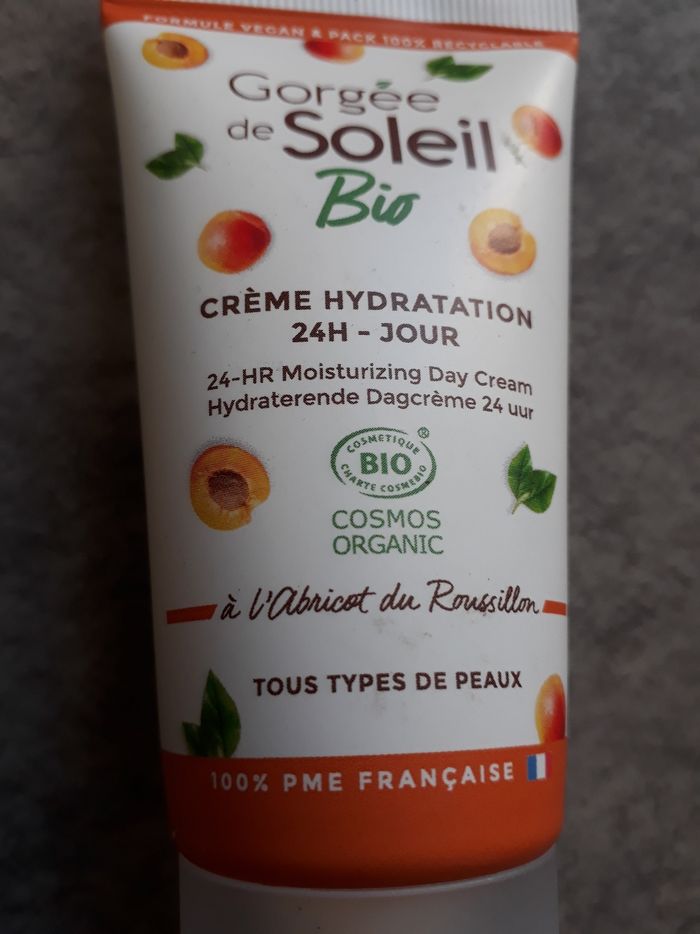 FORMULE VEGAN & PACK 100% RECYCLABLE
Gorgée
de Soleil
Bio
CRÈME HYDRATATION
24H - JOUR
24-HR Moisturizing Day Cream
Hydraterende Dagcrème 24 uur
COSMETIQUE
BIO
®
CHARTE COSMEBIO
COSMOS
ORGANIC
à l'Abricot du Roussillon
TOUS TYPES DE PEAUX
100% PME FRANÇAISE